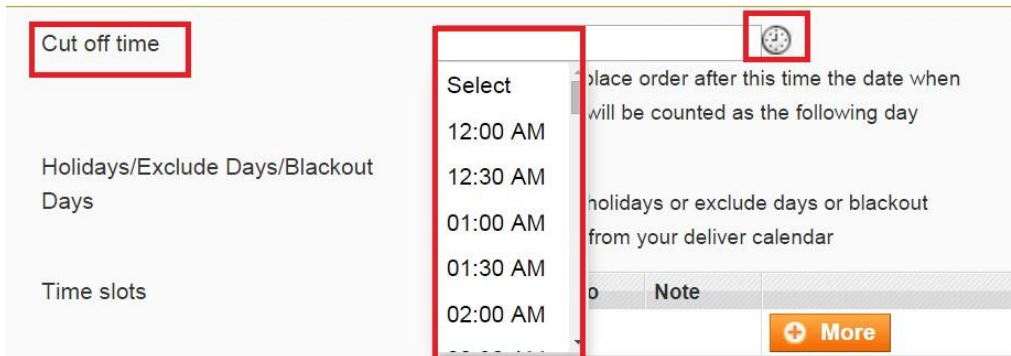 Cut off time
Select
place order after this time the date when
will be counted as the following day
12:00 AM
Holidays/Exclude Days/Blackout
Days
12:30 AM
holidays or exclude days or blackout
01:00 AM
from your deliver calendar
01:30 AM
Time slots
Note
02:00 AM
More